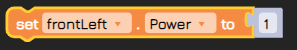 set frontLeft . Power to 1